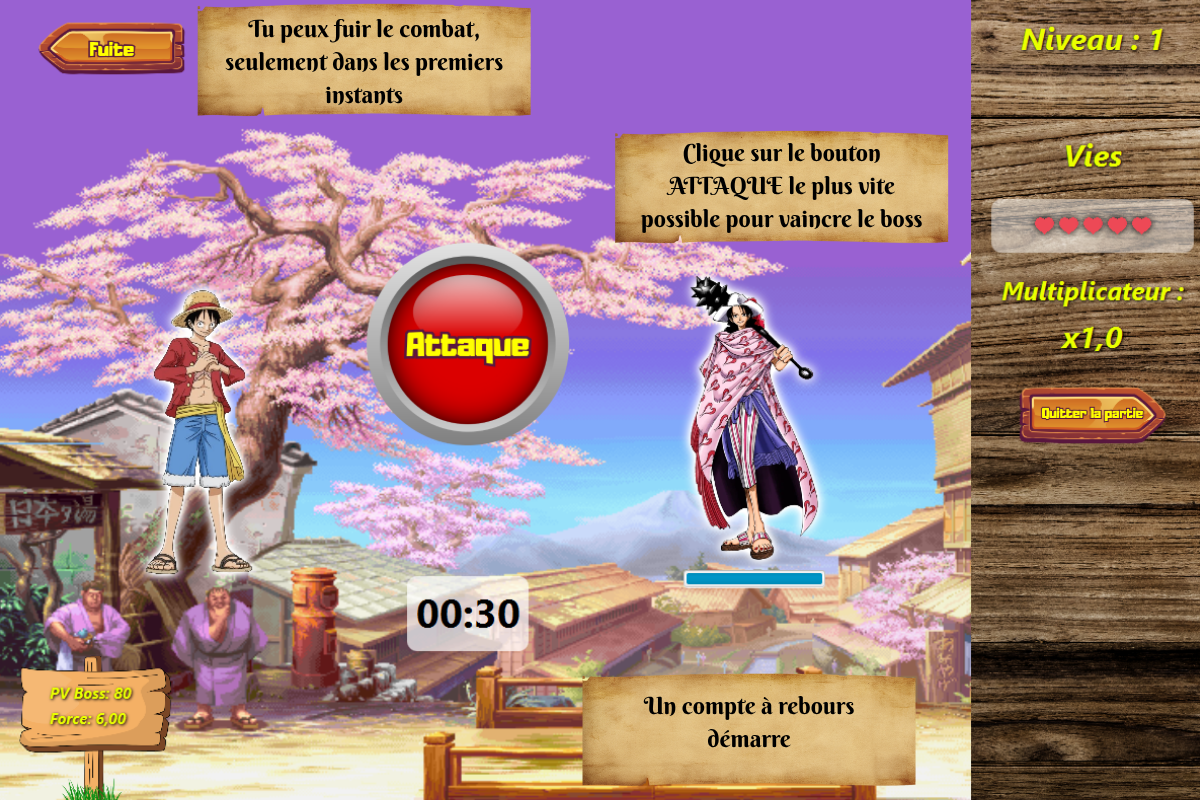 Fuite
Tu peux fuir le combat,
seulement dans les premiers
instants
Clique sur le bouton
ATTAQUE le plus vite
possible pour vaincre le boss
Attaque
00:30
PV Boss: 80
Force: 6,00
Un compte à rebours
démarre
Niveau : 1
Vies
Multiplicateur :
x1,0
Quitter la partie